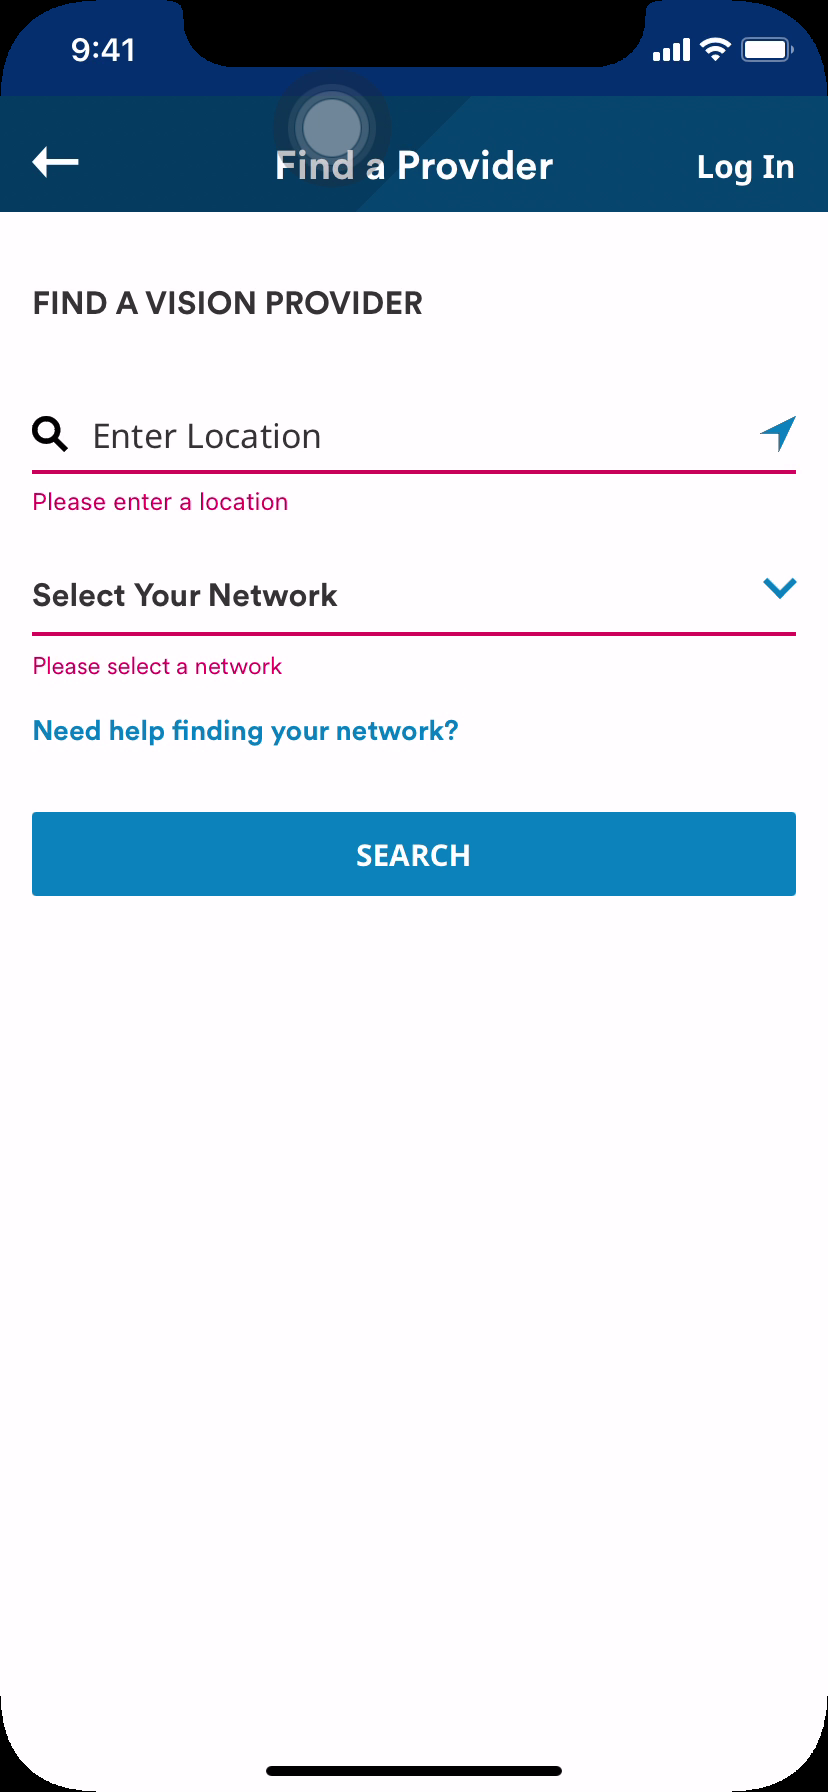 9:41
Find a Provider
Log In
FIND A VISION PROVIDER
Enter Location
Please enter a location
Select Your Network
Please select a network
Need help finding your network?
SEARCH